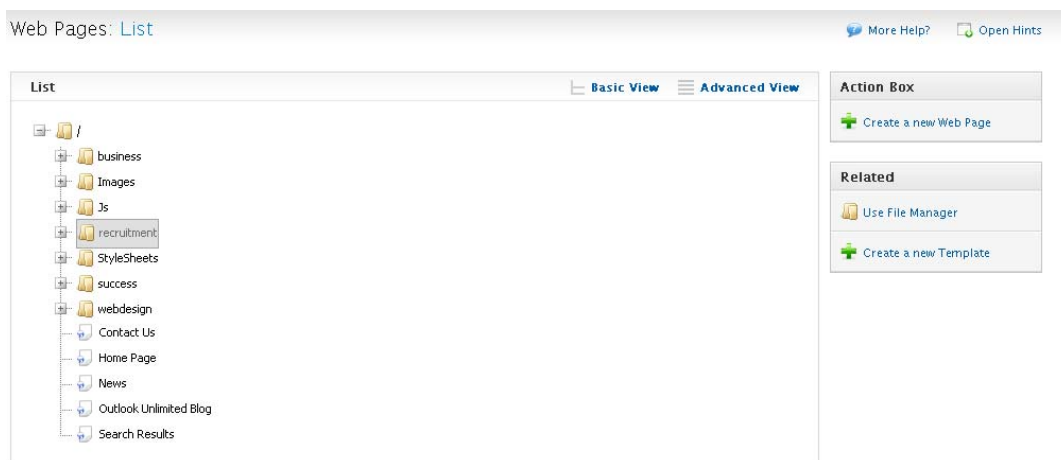 Web Pages: List
More Help?
Open Hints
List
Basic View
Advanced View
/
business
Images
Js
recruitment
StyleSheets
success
webdesign
Contact Us
Home Page
News
Outlook Unlimited Blog
Search Results
Action Box
Create a new Web Page
Related
Use File Manager
Create a new Template